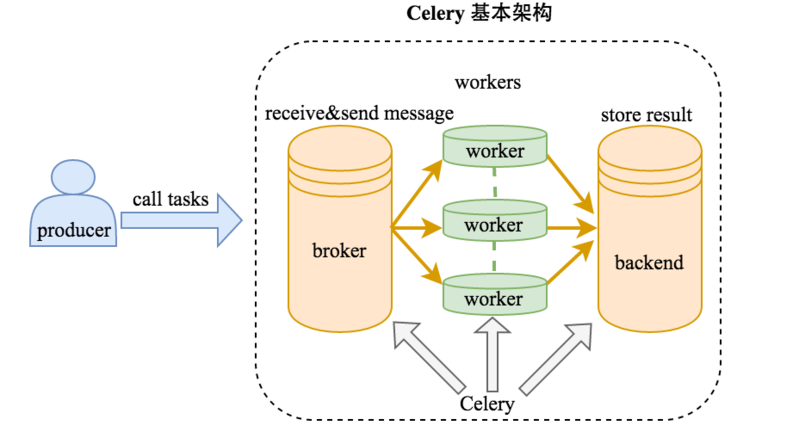 Celery 基本架构
workers
receive&send message
store result
worker
call tasks
producer
worker
broker
backend
worker
Celery